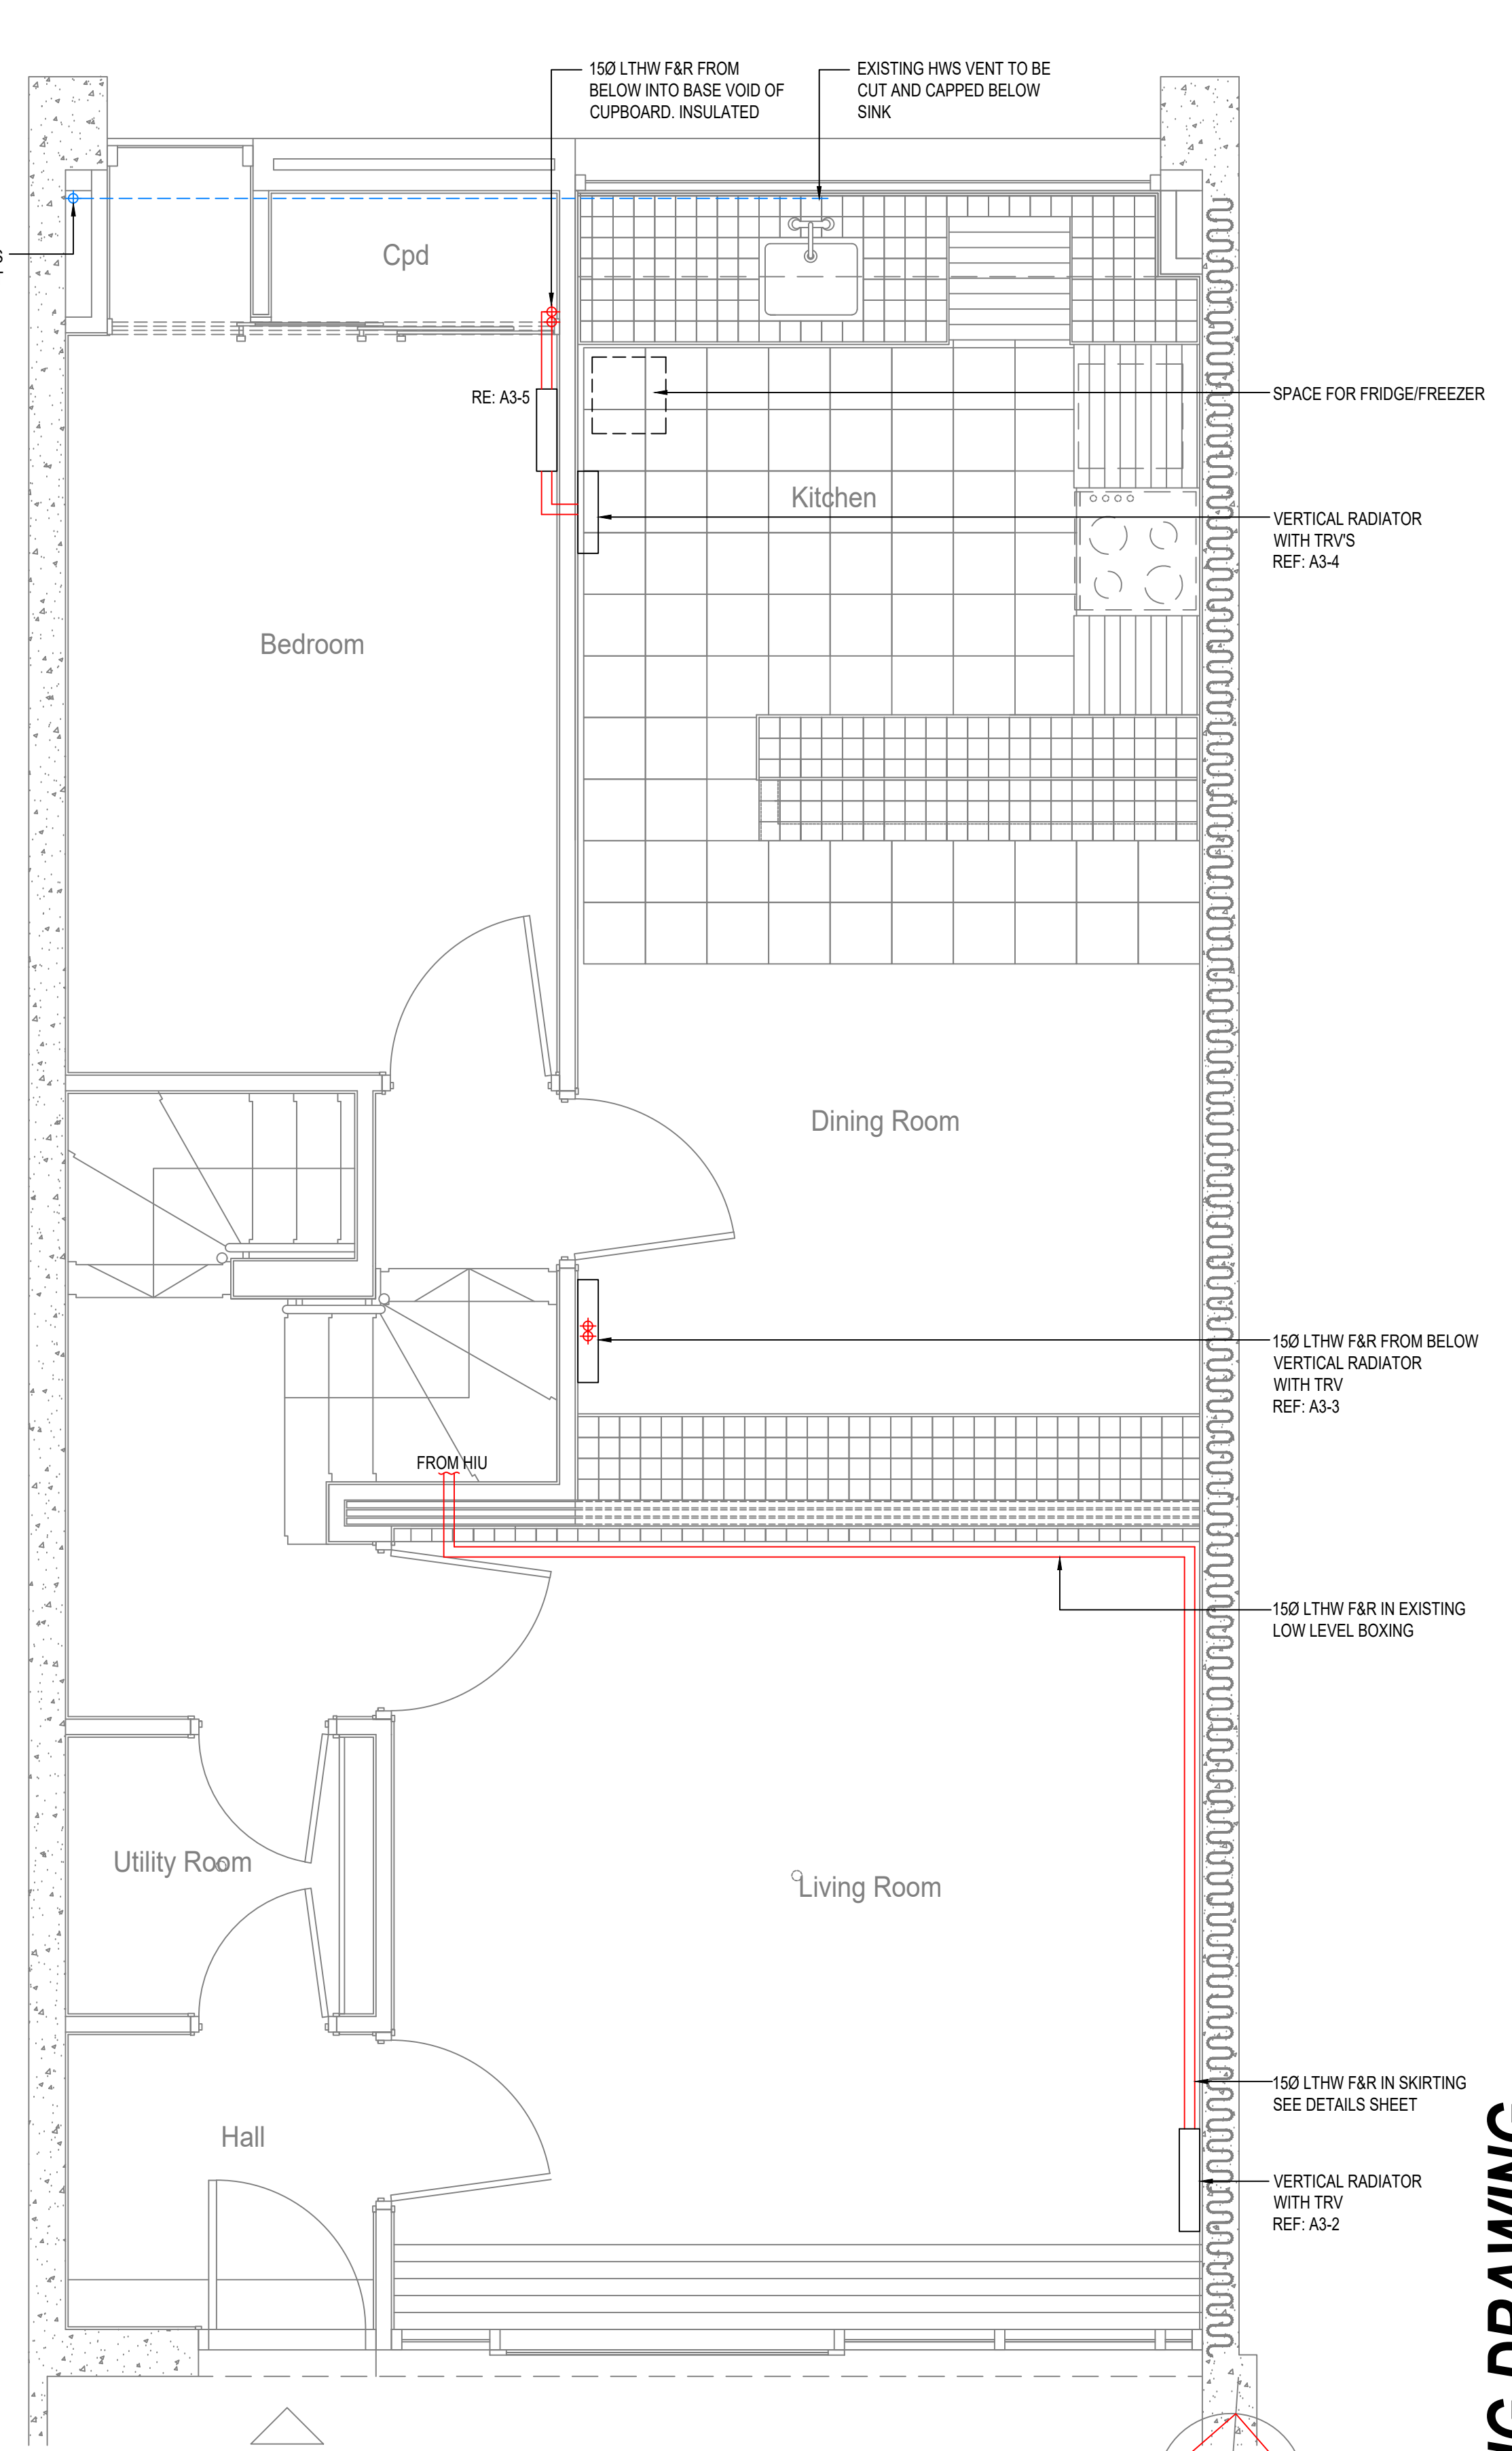 15Ø LTHW F&R FROM
BELOW INTO BASE VOID OF
CUPBOARD. INSULATED
EXISTING HWS VENT TO BE
CUT AND CAPPED BELOW
SINK
Cpd
RE: A3-5
SPACE FOR FRIDGE/FREEZER
Kitchen
VERTICAL RADIATOR
WITH TRV'S
REF: A3-4
Bedroom
Dining Room
15Ø LTHW F&R FROM BELOW
VERTICAL RADIATOR
WITH TRV
REF: A3-3
FROM HIU
15Ø LTHW F&R IN EXISTING
LOW LEVEL BOXING
Utility Room
Living Room
15Ø LTHW F&R IN SKIRTING
SEE DETAILS SHEET
Hall
VERTICAL RADIATOR
WITH TRV
REF: A3-2
NG DRAWING